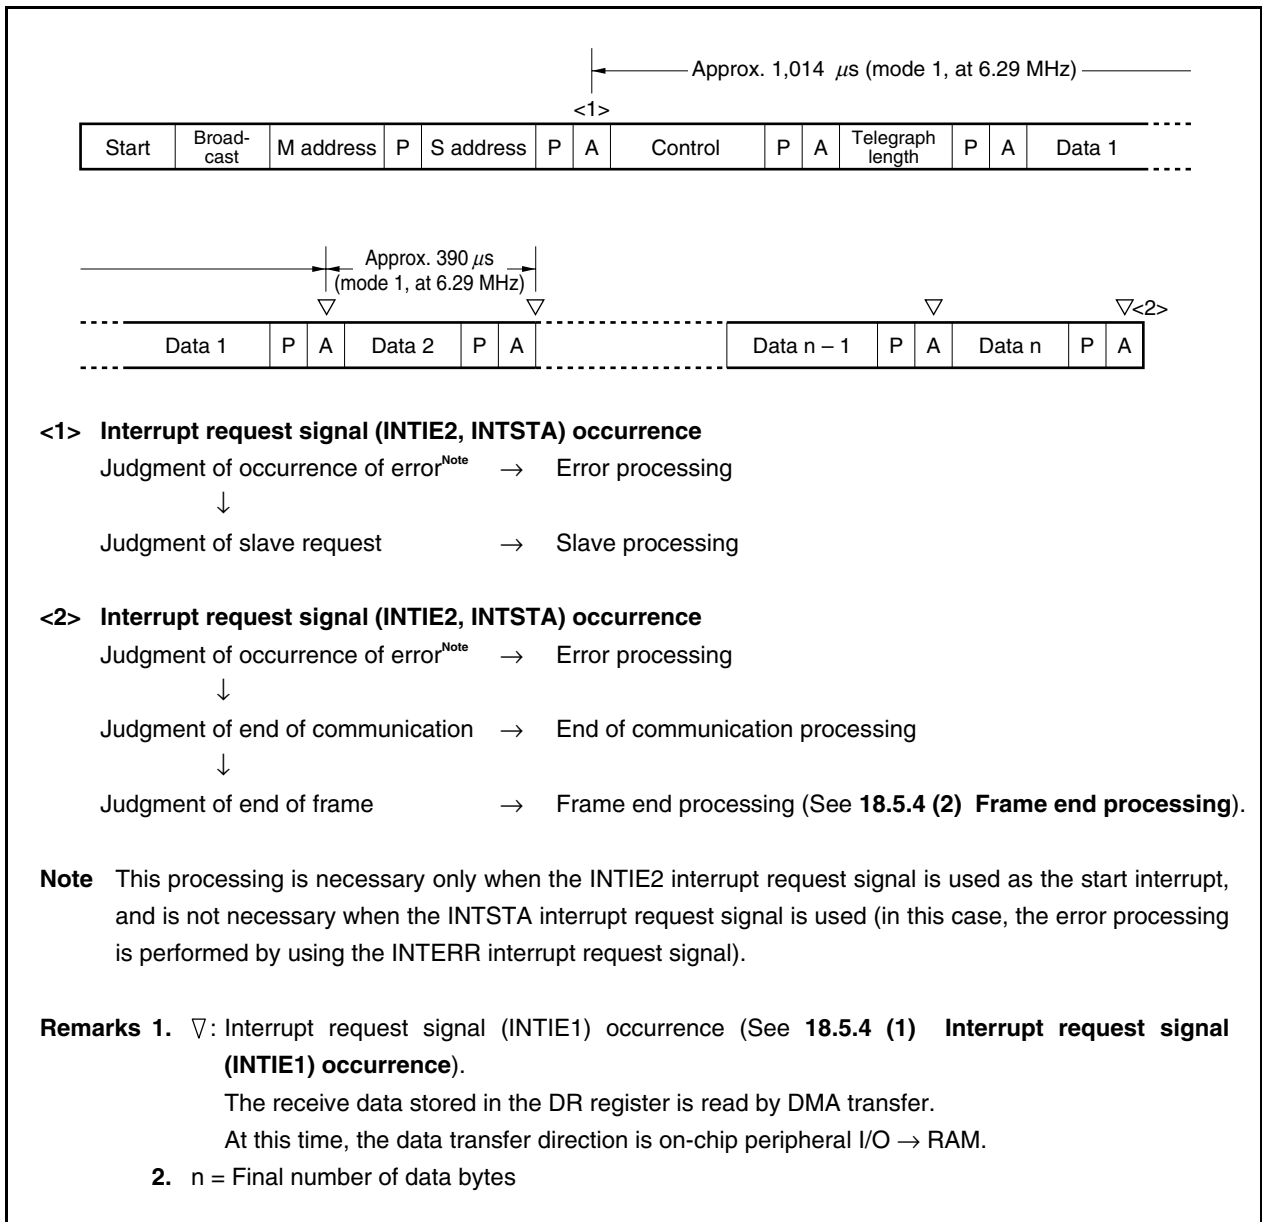 Approx. 1,014 μs (mode 1, at 6.29 MHz)
<1>
Start Broad-cast M address P S address P A Control P A Telegraph length P A Data 1
Approx. 390 μs
(mode 1, at 6.29 MHz)
▽ ▽ ▽ ▽<2>
Data 1 P A Data 2 P A Data n – 1 P A Data n P A
<1> Interrupt request signal (INTIE2, INTSTA) occurrence
Judgment of occurrence of errorNote → Error processing
↓
Judgment of slave request → Slave processing
<2> Interrupt request signal (INTIE2, INTSTA) occurrence
Judgment of occurrence of errorNote → Error processing
↓
Judgment of end of communication → End of communication processing
↓
Judgment of end of frame → Frame end processing (See 18.5.4 (2) Frame end processing).
Note This processing is necessary only when the INTIE2 interrupt request signal is used as the start interrupt,
and is not necessary when the INTSTA interrupt request signal is used (in this case, the error processing
is performed by using the INTERR interrupt request signal).
Remarks 1. ▽: Interrupt request signal (INTIE1) occurrence (See 18.5.4 (1) Interrupt request signal
(INTIE1) occurrence).
The receive data stored in the DR register is read by DMA transfer.
At this time, the data transfer direction is on-chip peripheral I/O → RAM.
2. n = Final number of data bytes